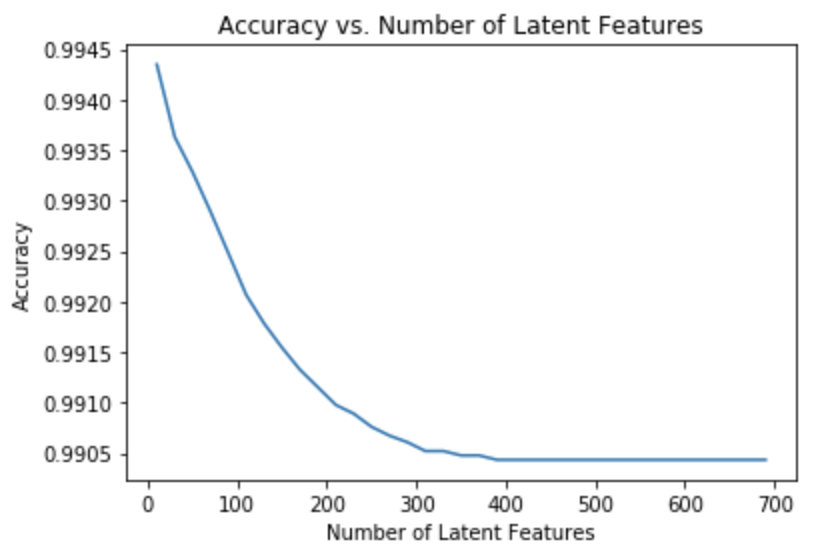 Accuracy vs. Number of Latent Features
0.9945
0.9940
0.9935
0.9930
0.9925
0.9920
0.9915
0.9910
0.9905
Accuracy
0 100 200 300 400 500 600 700
Number of Latent Features